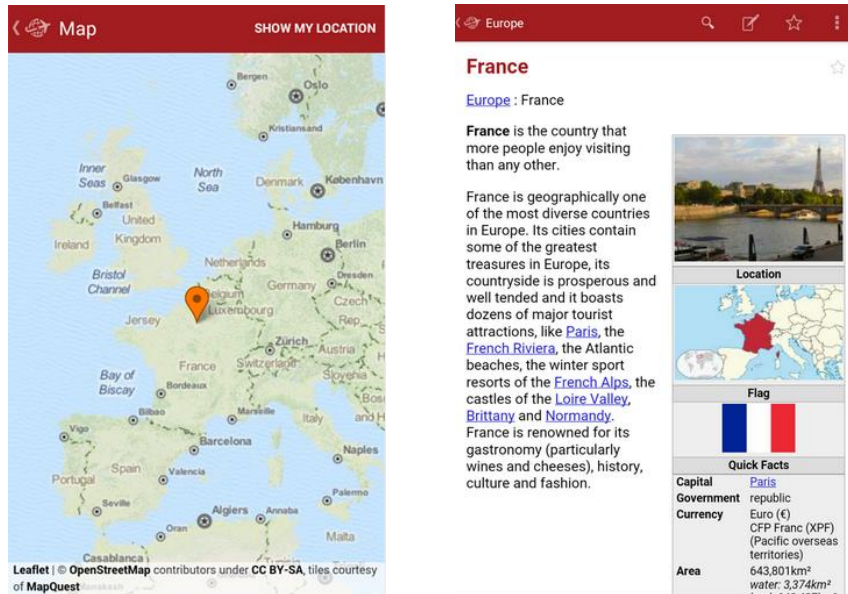 Map
SHOW MY LOCATION
Bergen
Oslo
Kristiansand
Inner
Seas
Glasgow
North
Sea
Denmark
København
Belfast
United
Kingdom
Ireland
Hamburg
Berlin
Netherlands
Dresden
Bristol
Channel
Belgium
Germany
Czech
Rep.
Luxembourg
Jersey
Zürich
Austria
France
Switzerland
Slovenia
Bay of
Biscay
Bordeaux
Bos
and H
Bilbao
Marseille
Italy
Vigo
Barcelona
Naples
Portugal
Spain
Valencia
Palermo
Seville
Algiers
Annaba
Oran
Malta
Casablanca
Marrakesh
Leaflet | © OpenStreetMap contributors under CC BY-SA, tiles courtesy
of MapQuest
Europe
France
Europe : France
France is the country that
more people enjoy visiting
than any other.
France is geographically one
of the most diverse countries
in Europe. Its cities contain
some of the greatest
treasures in Europe, its
countryside is prosperous and
well tended and it boasts
dozens of major tourist
attractions, like Paris, the
French Riviera, the Atlantic
beaches, the winter sport
resorts of the French Alps, the
castles of the Loire Valley,
Brittany and Normandy.
France is renowned for its
gastronomy (particularly
wines and cheeses), history,
culture and fashion.
Location
Flag
Quick Facts
Capital Paris
Government republic
Currency Euro (€)
CFP Franc (XPF)
(Pacific overseas
territories)
Area 643,801km²
water: 3,374km²